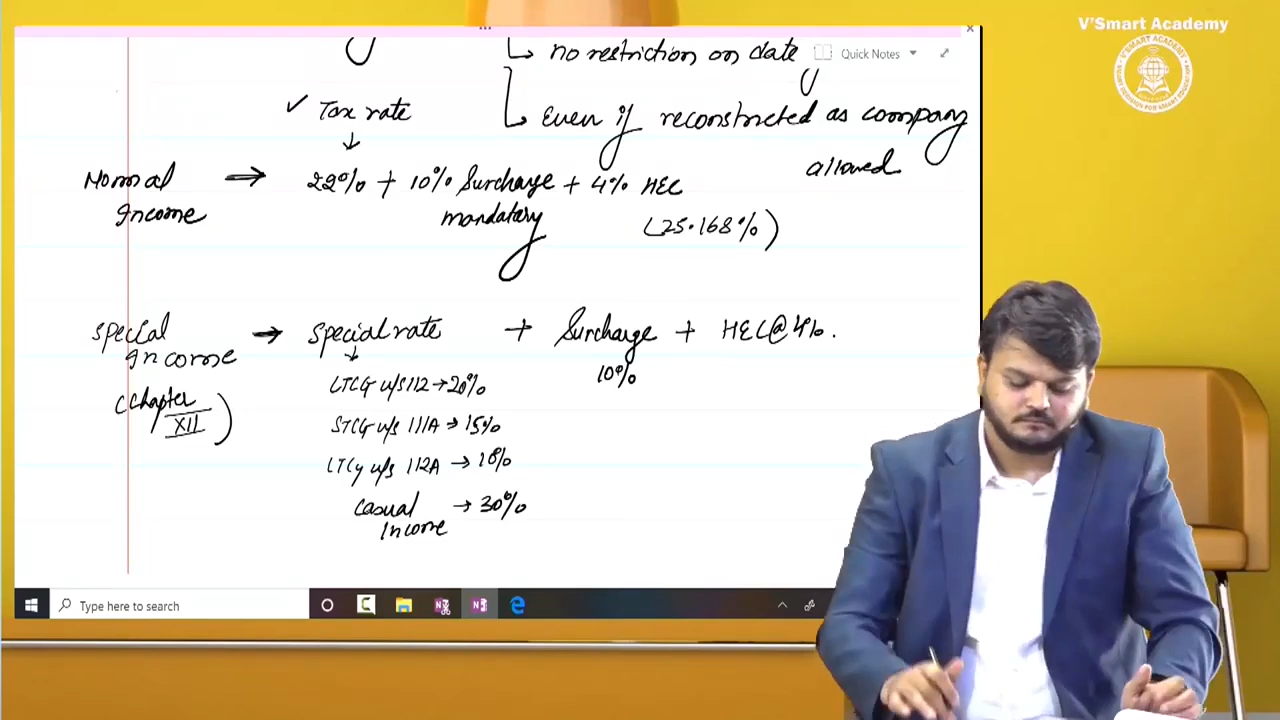 V'Smart Academy
no restriction on date
Quick Notes
✓ Tax rate
Even if reconstructed as company
allowed
Normal → 22% + 10% Surcharge + 4% HEC
Income
mandatory
(25.168%)
Special → Special rate + Surcharge + HEC@4%.
Income
10%
LTCG u/s 112 → 20%
(Chapter
XII)
STCG u/s 111A → 15%
LTCG u/s 112A → 10%
Casual → 30%
Income
Type here to search